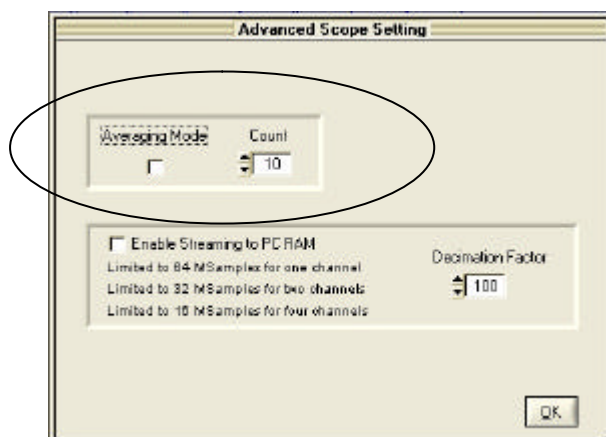 Advanced Scope Setting
Averaging Mode Count
10
Enable Streaming to PC RAM
Limited to 64 MSamples for one channel
Limited to 32 MSamples for two channels
Limited to 16 MSamples for four channels
Decimation Factor
100
OK